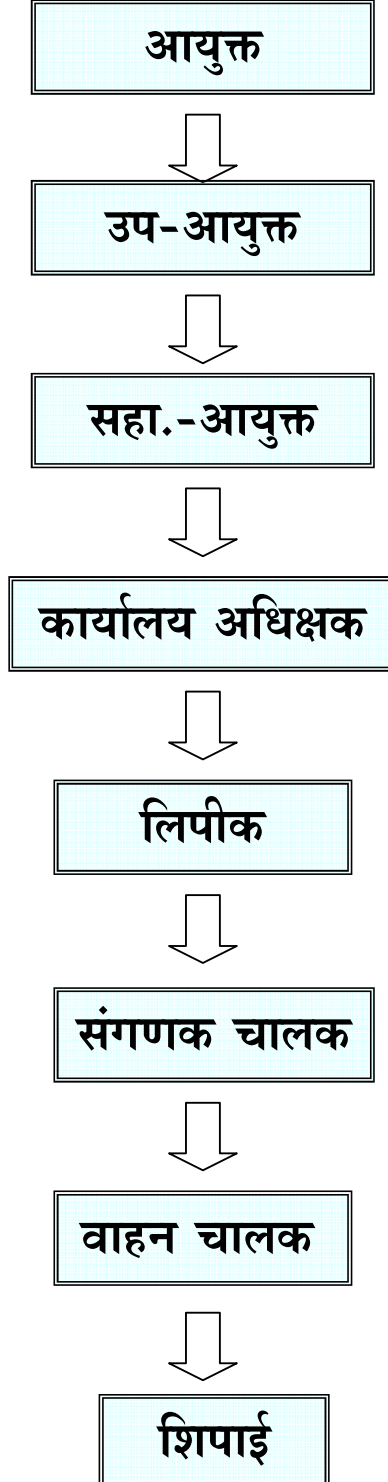 आयुक्त
उप-आयुक्त
सहा.-आयुक्त
कार्यालय अधिक्षक
लिपीक
संगणक चालक
वाहन चालक
शिपाई